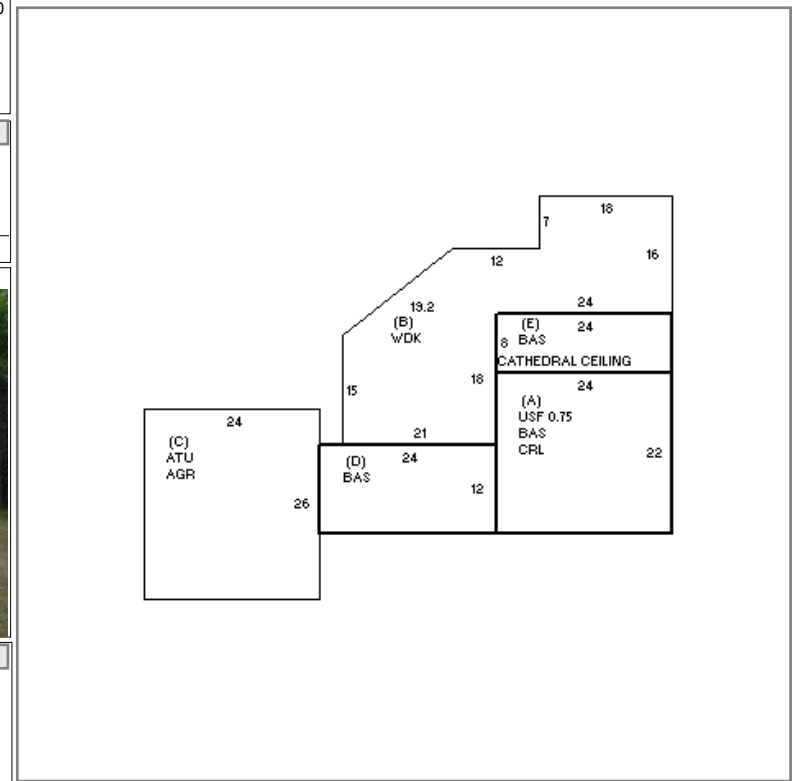 0
18
7
16
12
24
19.2
(B)
WDK
(E)
BAS
24
8
CATHEDRAL CEILING
18
24
15
(A)
USF 0.75
BAS
CRL
22
24
(C)
ATU
AGR
21
24
(D)
BAS
12
26